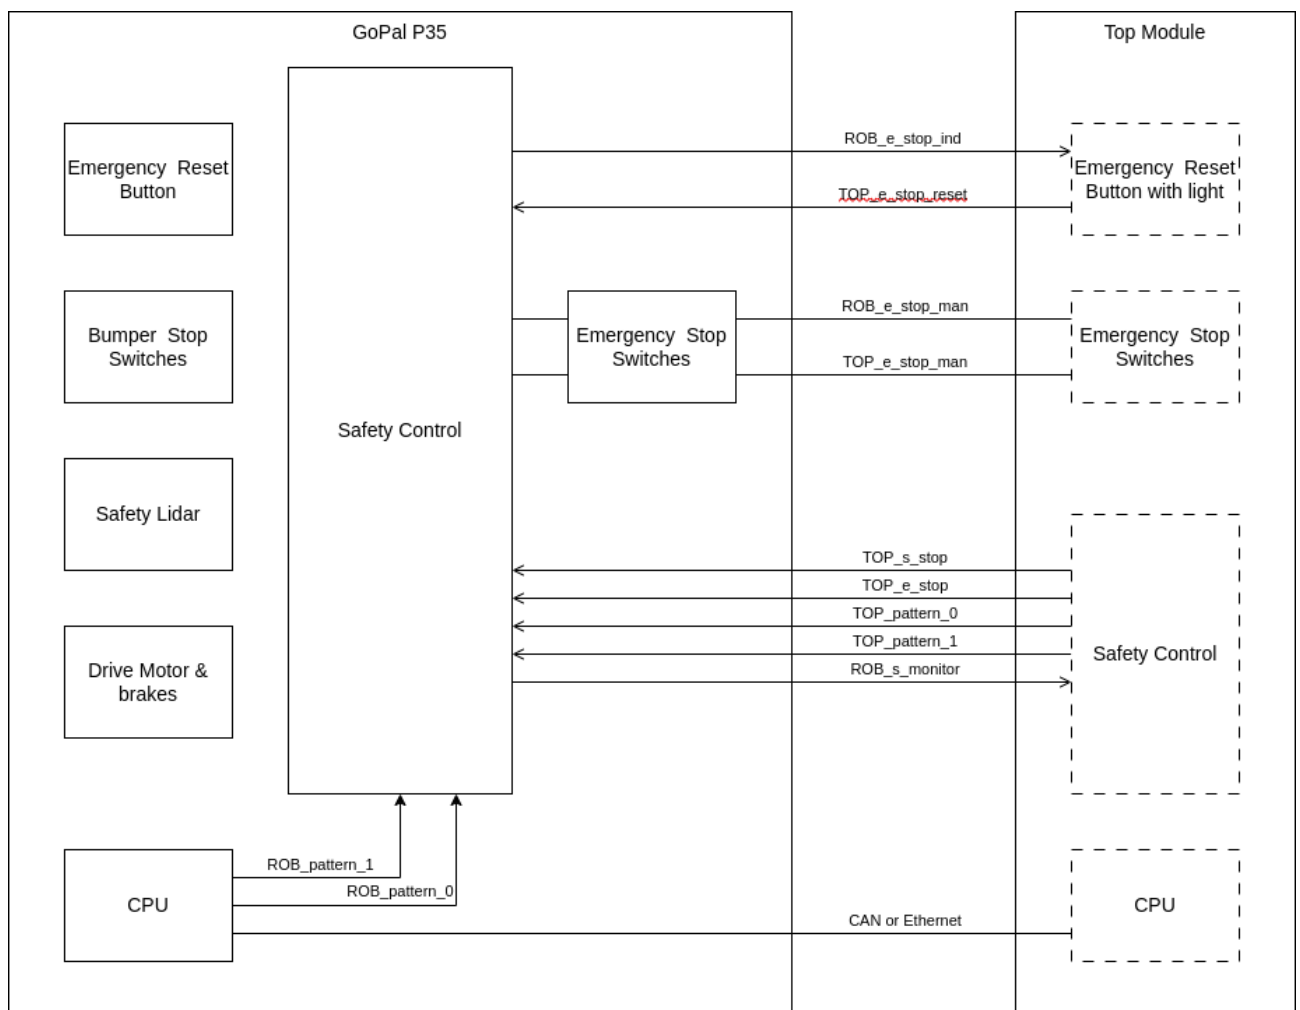 GoPal P35
Top Module
Emergency Reset
Button
ROB_e_stop_ind
TOP_e_stop_reset
Emergency Reset
Button with light
Bumper Stop
Switches
Emergency Stop
Switches
ROB_e_stop_man
TOP_e_stop_man
Emergency Stop
Switches
Safety Control
Safety Lidar
TOP_s_stop
TOP_e_stop
TOP_pattern_0
TOP_pattern_1
ROB_s_monitor
Safety Control
Drive Motor &
brakes
ROB_pattern_1
ROB_pattern_0
CPU
CAN or Ethernet
CPU